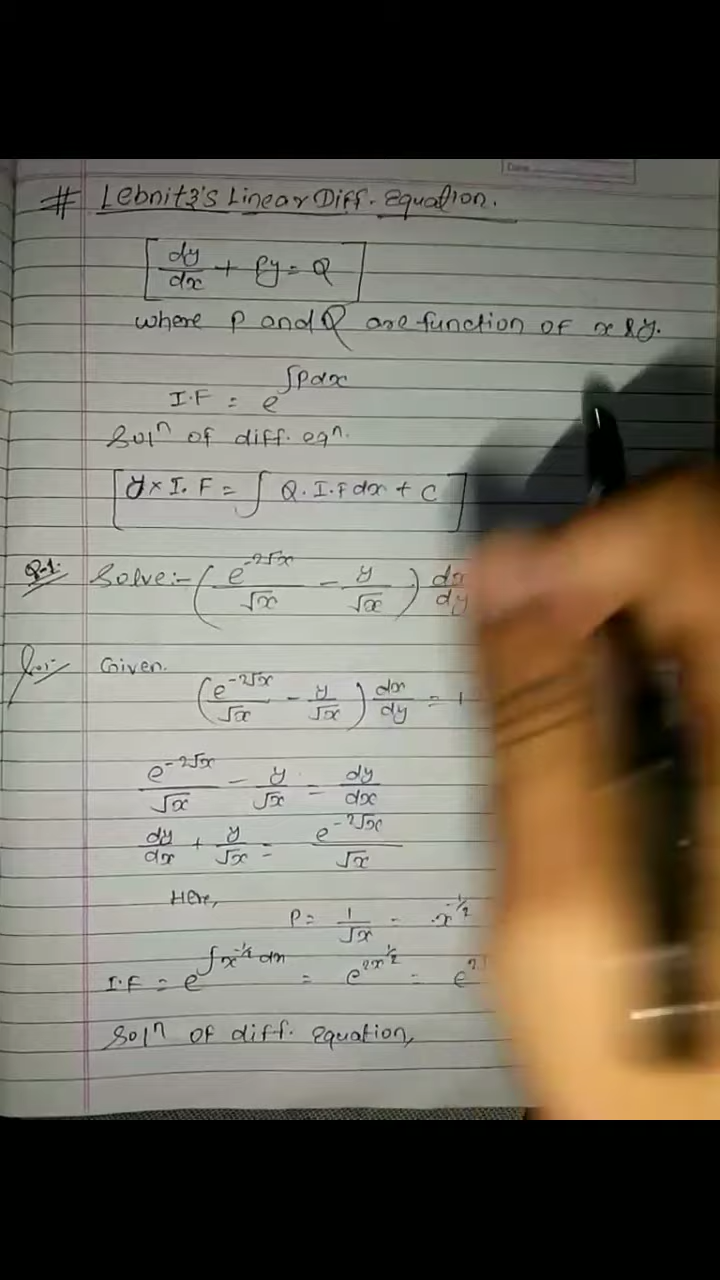 # Lebnitz's Linear Diff. Equation.
[dy/dx + Py = Q]
where P and Q are function of x & y.
I.F = e^∫Pdx
Solⁿ of diff. eqⁿ.
[y × I.F = ∫ Q.I.F dx + C]
Q-1. Solve:- (e^-2√x/√x - y/√x) dx/dy
Sol:- Given.
(e^-2√x/√x - y/√x) dx/dy = 1
e^-2√x/√x - y/√x = dy/dx
dy/dx + y/√x = e^-2√x/√x
Here,
P = 1/√x = x^-1/2
I.F = e^∫x^-1/2 dx = e^2x^1/2 = e^2
Solⁿ of diff. Equation,